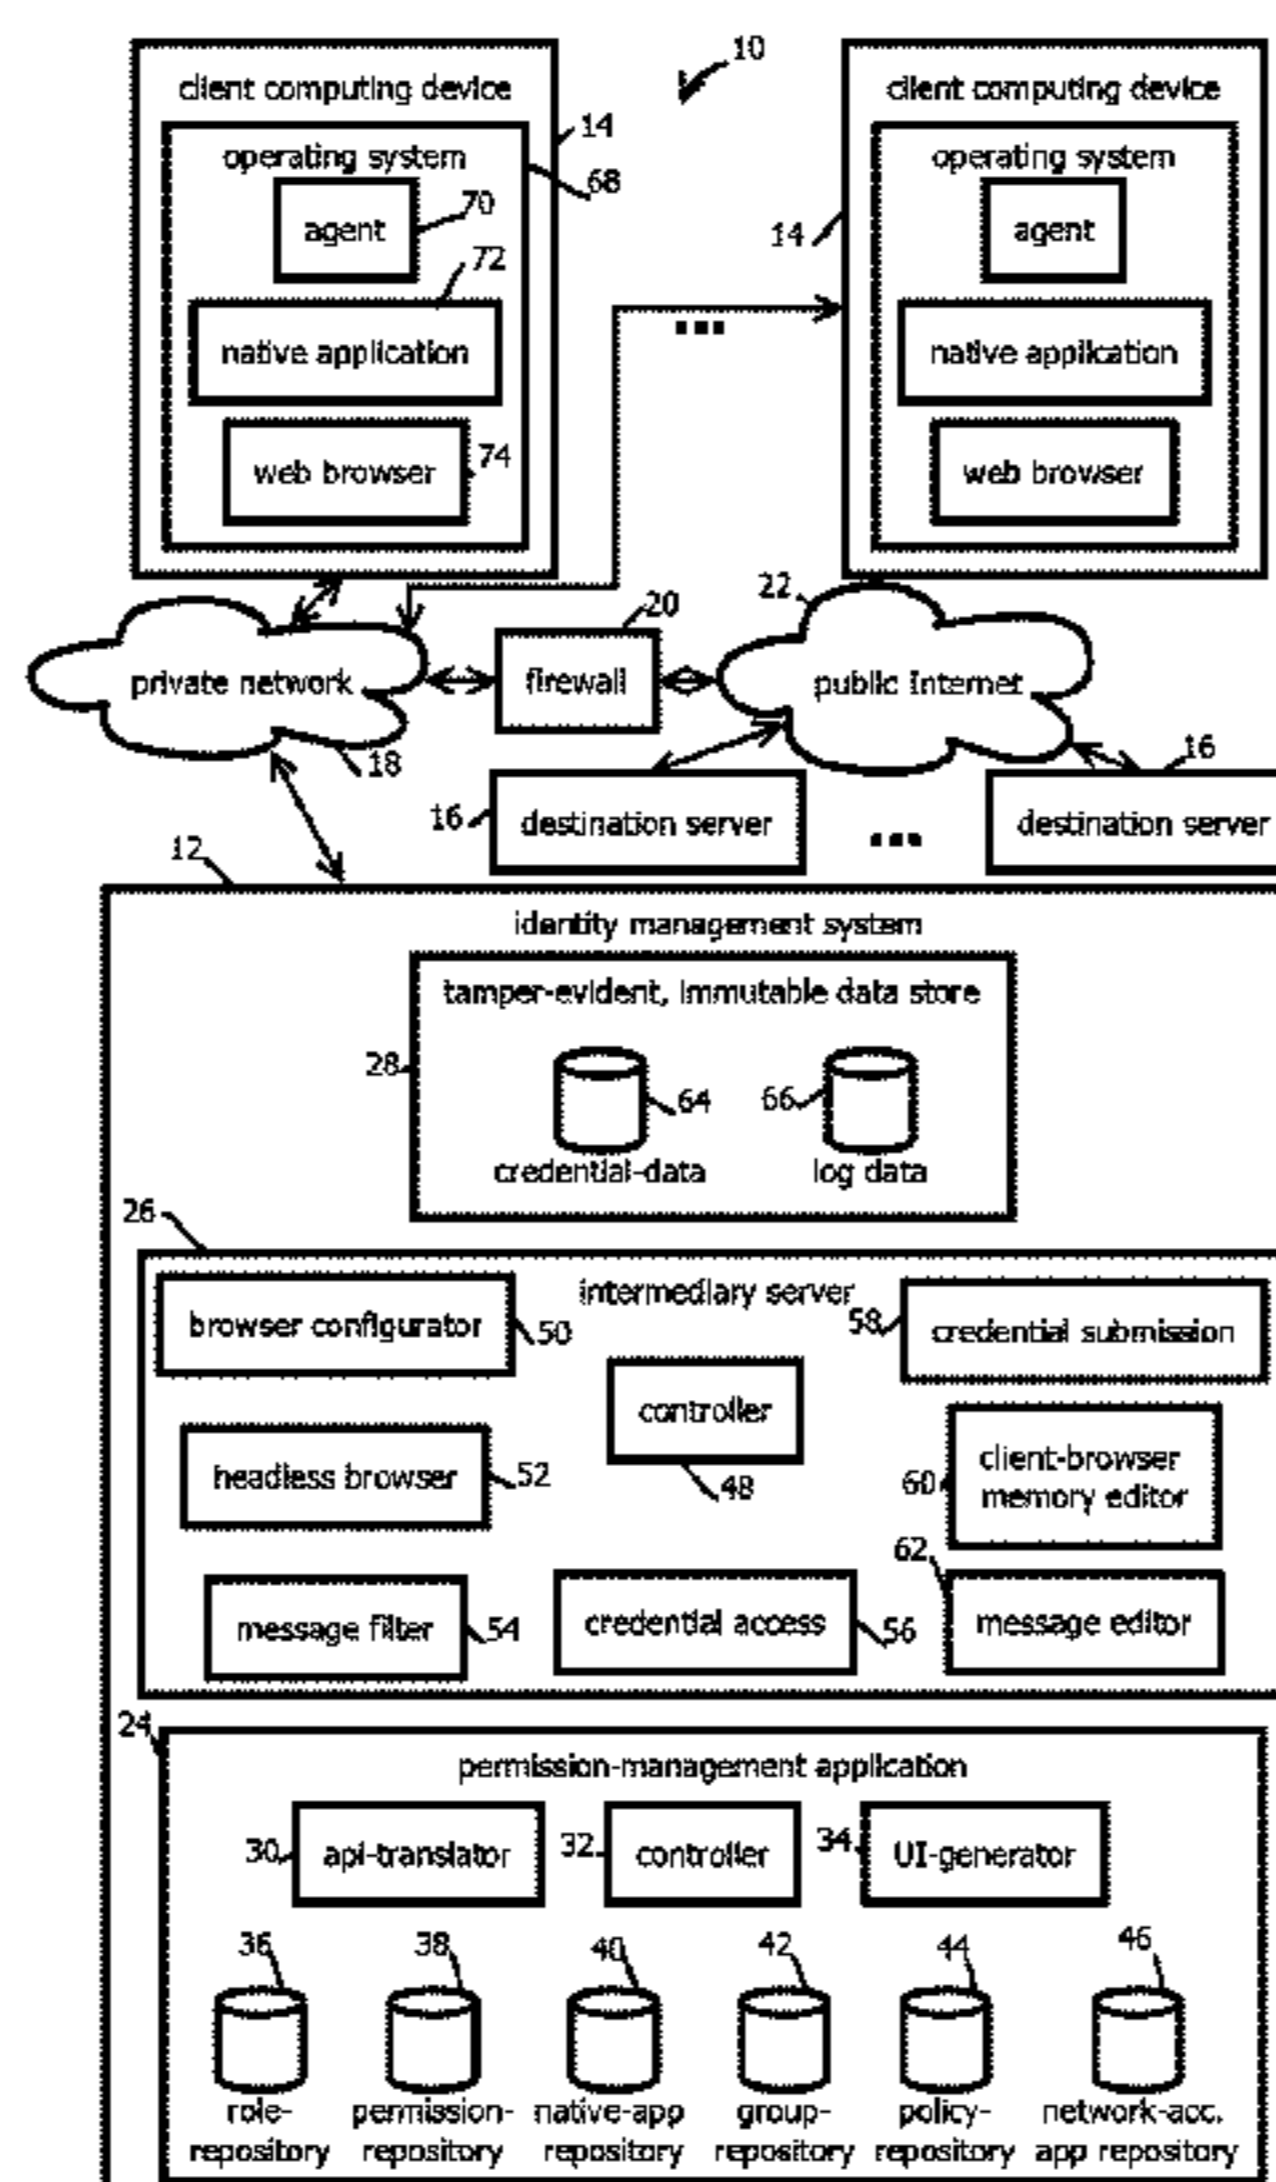 10
client computing device
client computing device
14
operating system
operating system
68
70
agent
agent
14
72
native application
native application
74
web browser
web browser
22
20
private network
firewall
public Internet
18
16
16
destination server
destination server
12
identity management system
tamper-evident, immutable data store
28
64
66
credential-data
log data
26
intermediary server
browser configurator
50
58
credential submission
controller
48
headless browser
52
60
client-browser
memory editor
62
message filter
54
credential access
56
message editor
24
permission-management application
30
api-translator
32
controller
34
UI-generator
36
38
40
42
44
46
role-
repository
permission-
repository
native-app
repository
group-
repository
policy-
repository
network-acc.
app repository